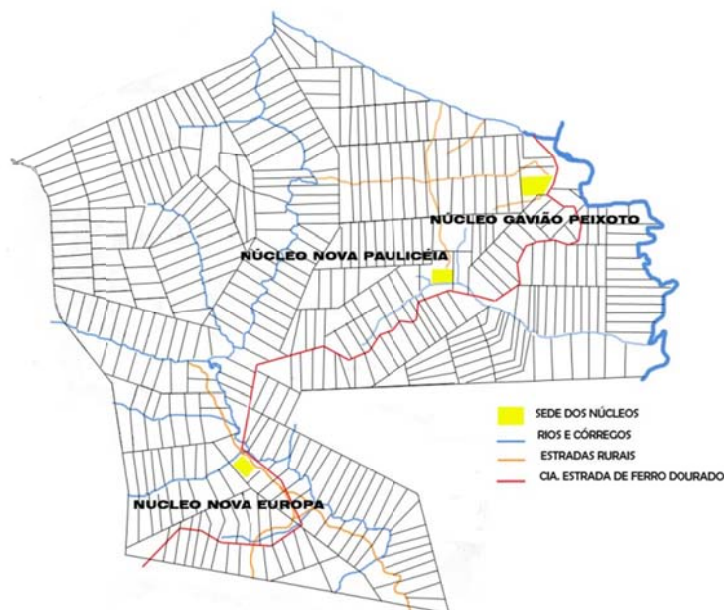 NÚCLEO GAVIÃO PEIXOTO
NÚCLEO NOVA PAULICÉIA
SEDE DOS NÚCLEOS
RIOS E CÓRREGOS
ESTRADAS RURAIS
CIA. ESTRADA DE FERRO DOURADO
NÚCLEO NOVA EUROPA